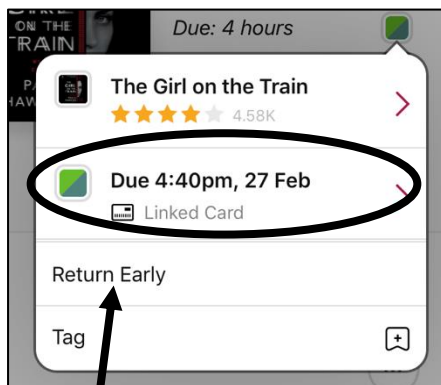 ON THE
TRAIN
Due: 4 hours
The Girl on the Train
4.58K
Due 4:40pm, 27 Feb
Linked Card
Return Early
Tag